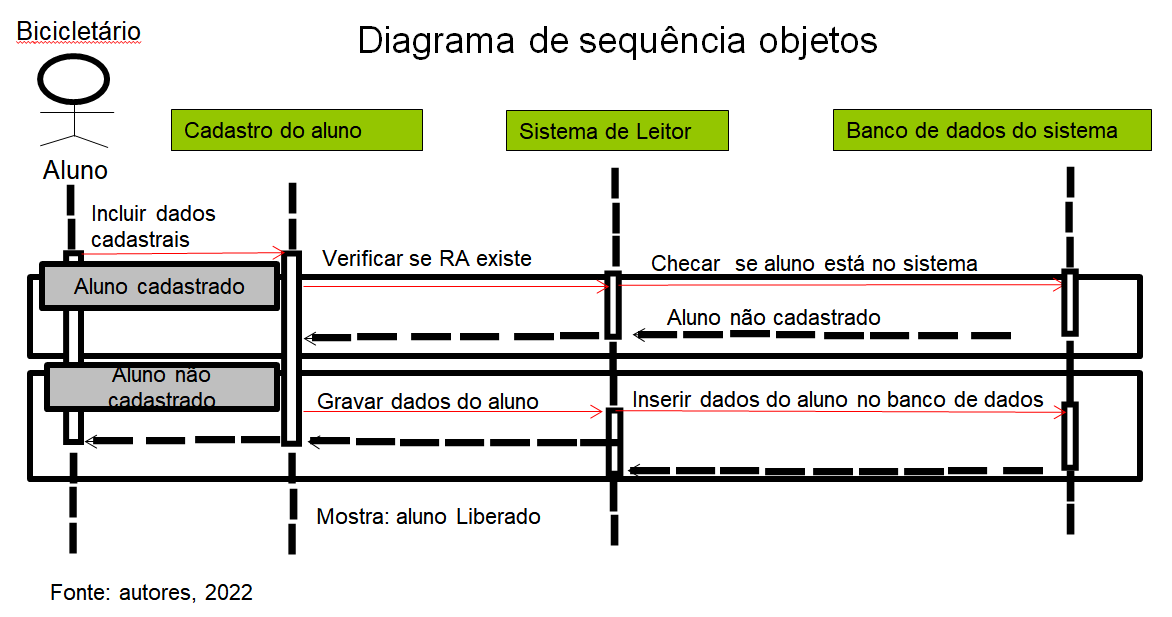 Bicicletário
Diagrama de sequência objetos
Cadastro do aluno
Sistema de Leitor
Banco de dados do sistema
Aluno
Incluir dados
cadastrais
Verificar se RA existe
Checar se aluno está no sistema
Aluno cadastrado
Aluno não cadastrado
Aluno não
cadastrado
Gravar dados do aluno
Inserir dados do aluno no banco de dados
Mostra: aluno Liberado
Fonte: autores, 2022